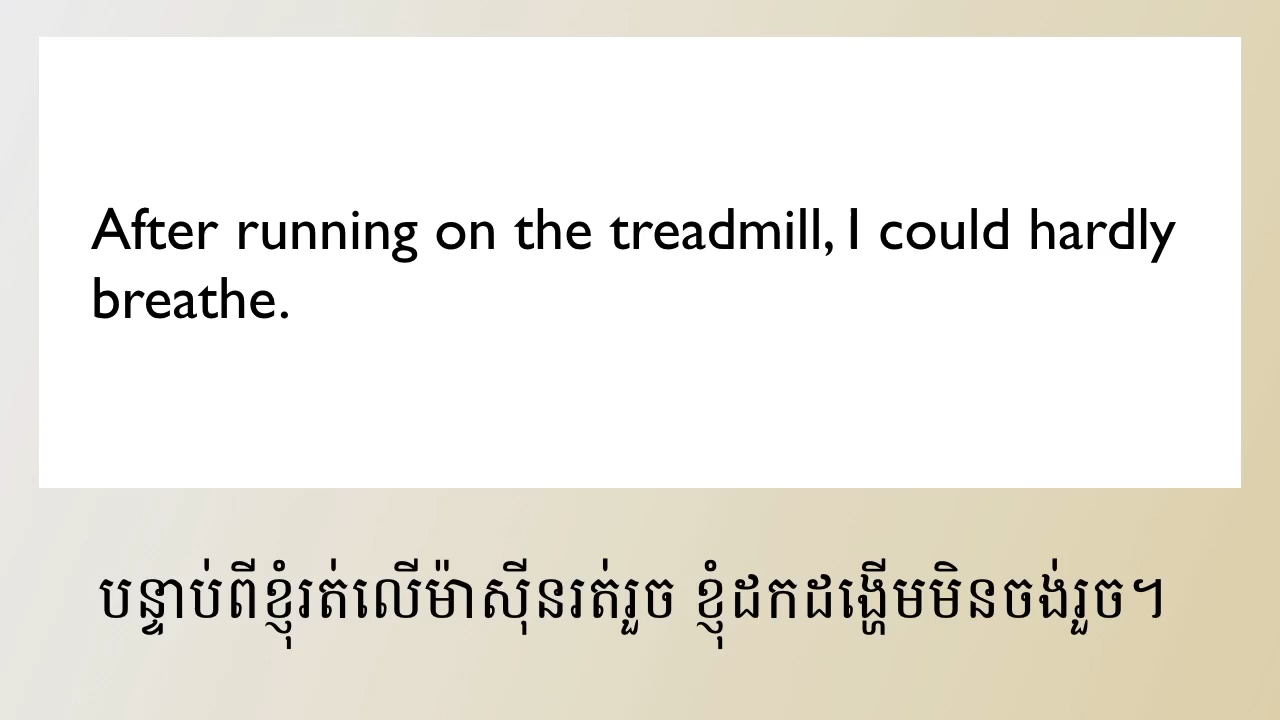 After running on the treadmill, I could hardly
breathe.
បន្ទាប់ពីខ្ញុំរត់លើម៉ាស៊ីនរត់រួច ខ្ញុំដកដង្ហើមមិនចង់រួច។